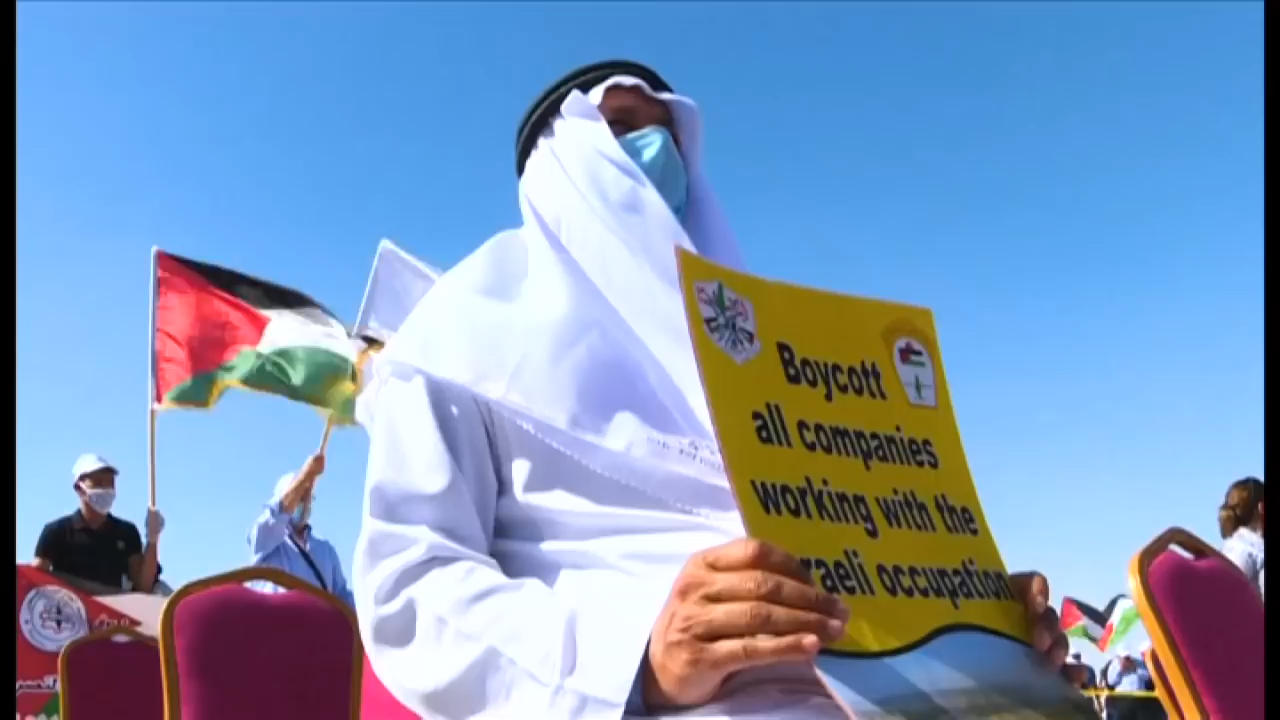 Boycott
all companies
working with the
raeli occupation